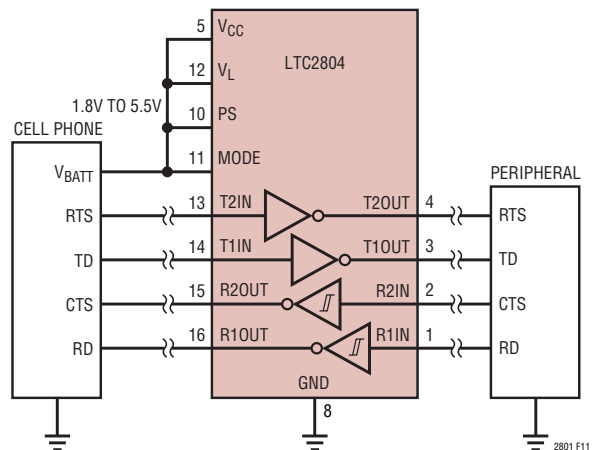 5 VCC
LTC2804
12 VL
1.8V TO 5.5V
10 PS
CELL PHONE
11 MODE
PERIPHERAL
VBATT
RTS 13 T2IN T2OUT 4 RTS
TD 14 T1IN T1OUT 3 TD
CTS 15 R2OUT R2IN 2 CTS
RD 16 R1OUT R1IN 1 RD
GND
8
2801 F11